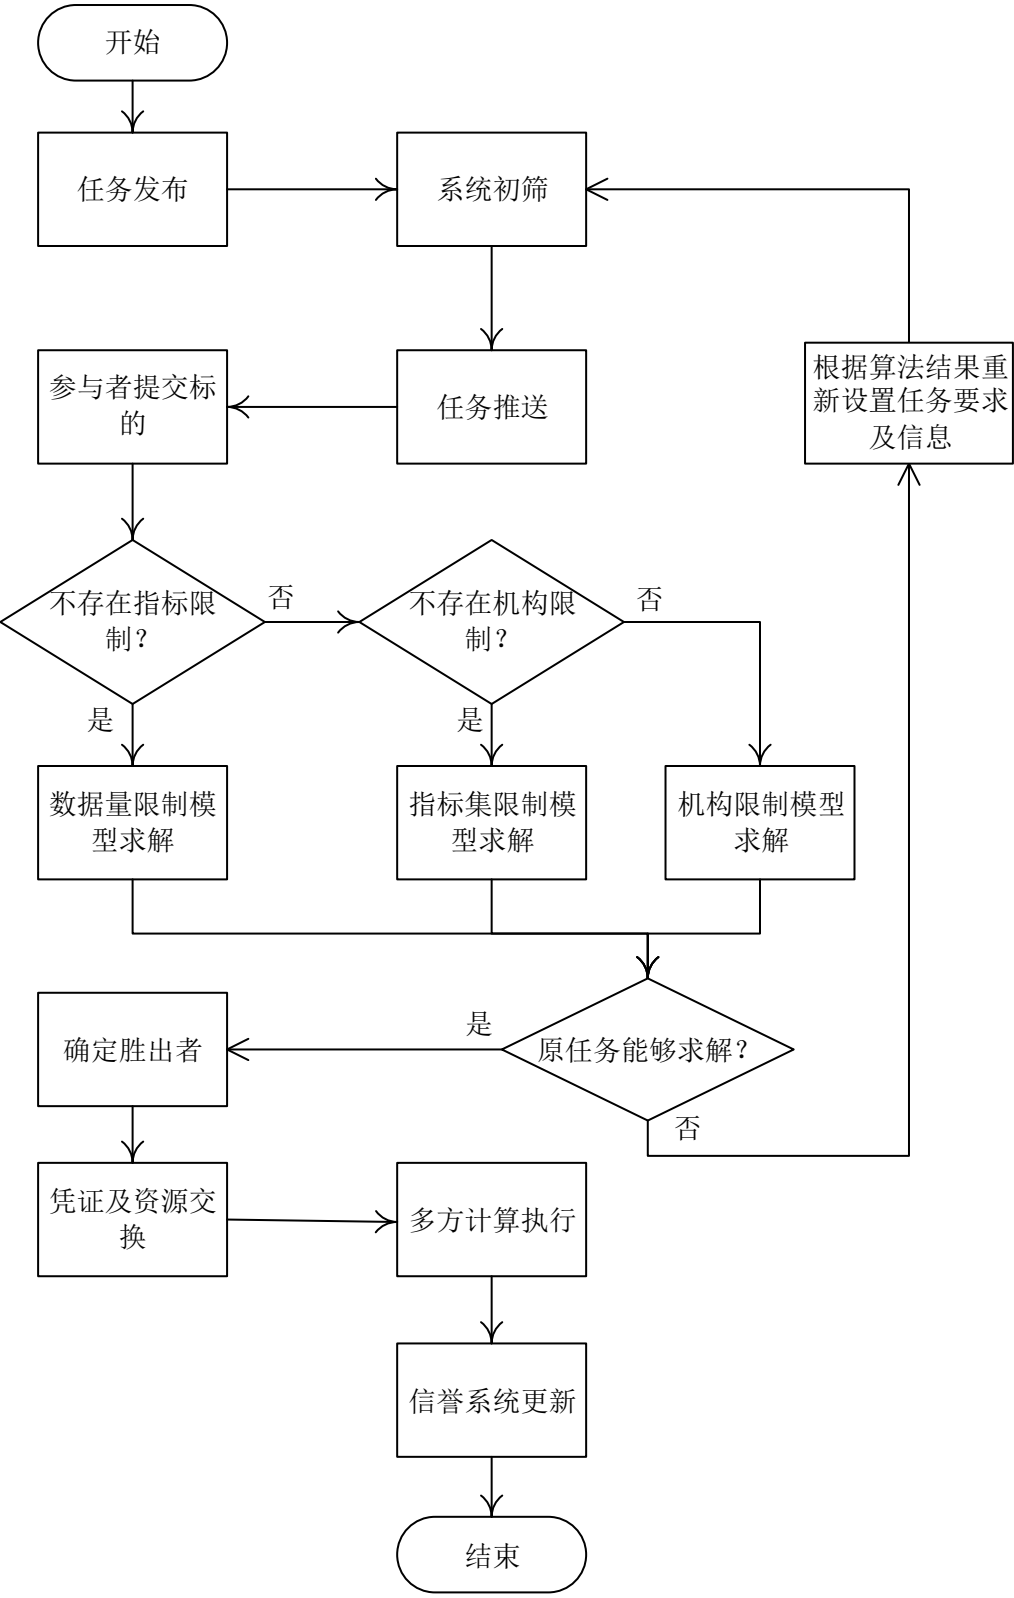 开始
任务发布
系统初筛
参与者提交标
的
任务推送
根据算法结果重
新设置任务要求
及信息
不存在指标限
制？
否
不存在机构限
制？
否
是
是
数据量限制模
型求解
指标集限制模
型求解
机构限制模型
求解
确定胜出者
是
原任务能够求解？
否
凭证及资源交
换
多方计算执行
信誉系统更新
结束